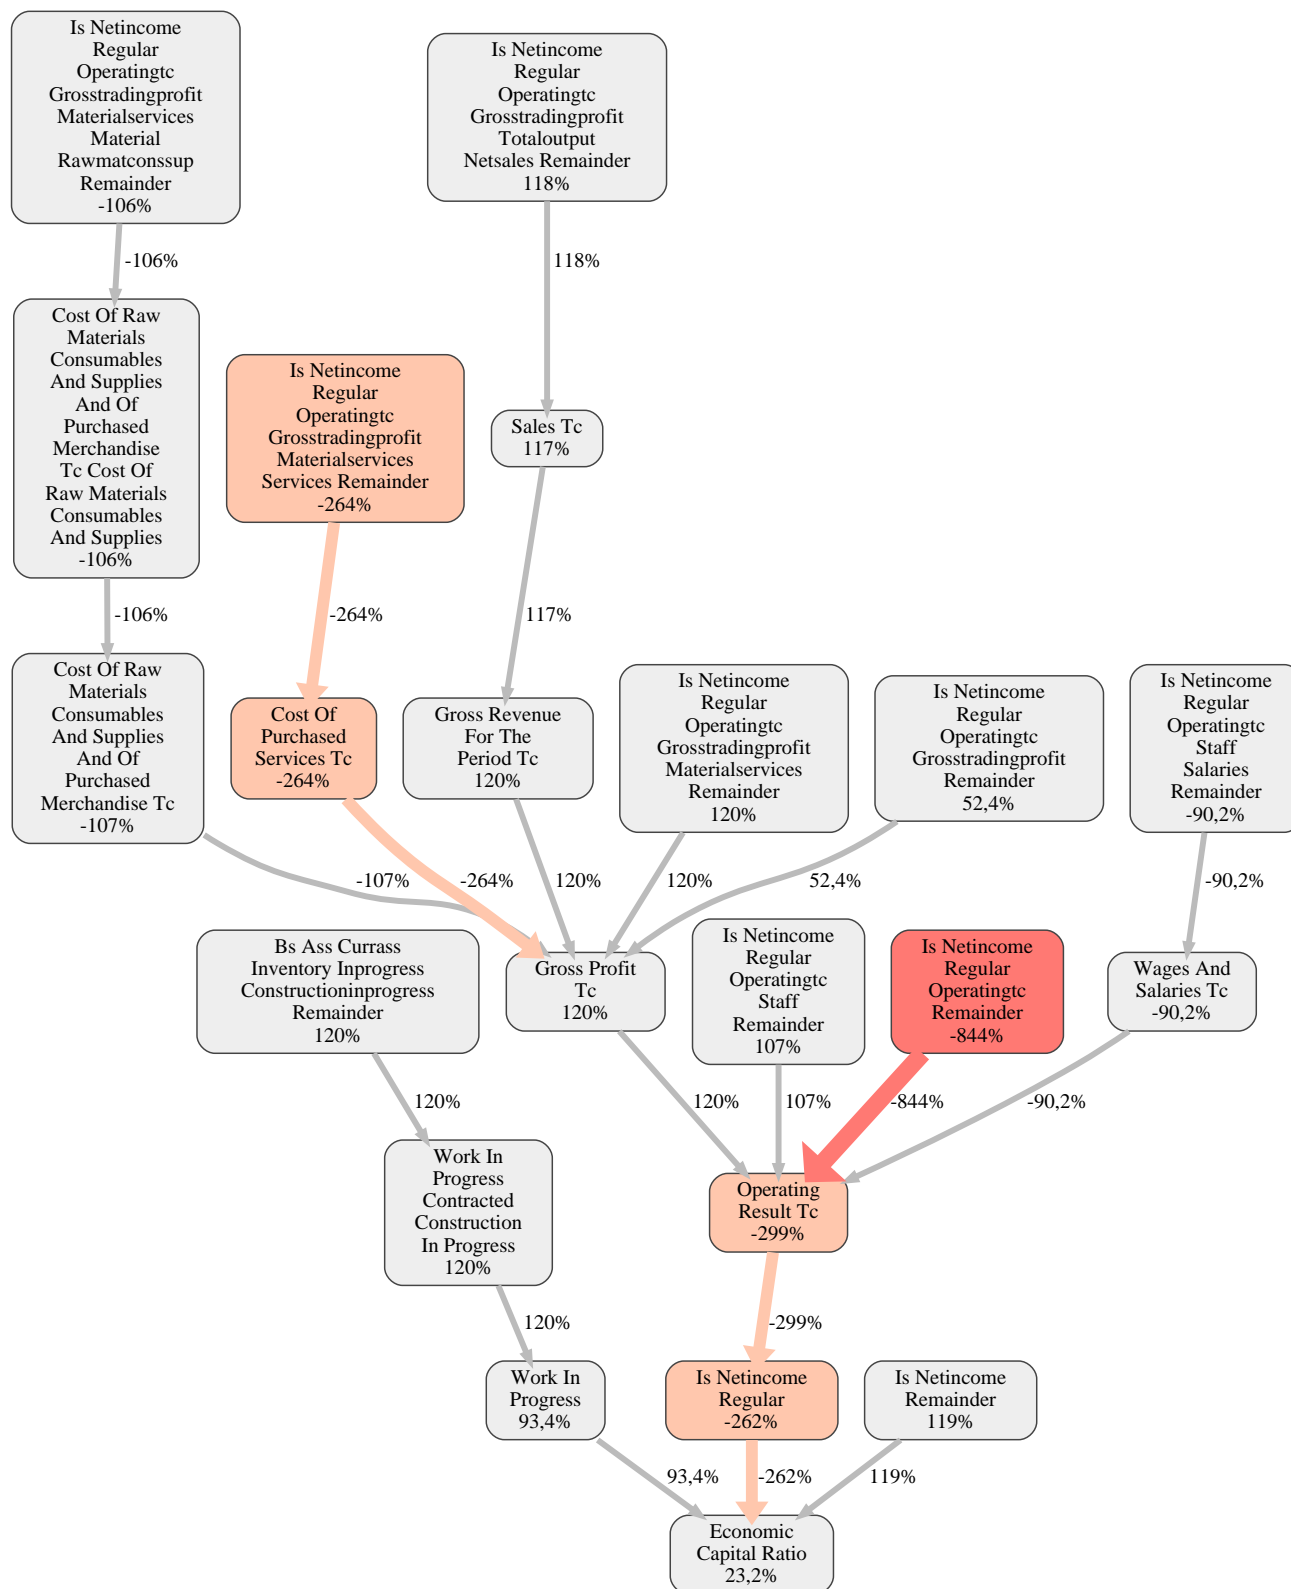 Is Netincome
Regular
Operatingtc
Grosstradingprofit
Materialservices
Material
Rawmatconssup
Remainder
-106%
Is Netincome
Regular
Operatingtc
Grosstradingprofit
Totaloutput
Netsales Remainder
118%
-106%
118%
Cost Of Raw
Materials
Consumables
And Supplies
And Of
Purchased
Merchandise
Tc Cost Of
Raw Materials
Consumables
And Supplies
-106%
Is Netincome
Regular
Operatingtc
Grosstradingprofit
Materialservices
Services Remainder
-264%
Sales Tc
117%
-106%
-264%
117%
Cost Of Raw
Materials
Consumables
And Supplies
And Of
Purchased
Merchandise Tc
-107%
Cost Of
Purchased
Services Tc
-264%
Gross Revenue
For The
Period Tc
120%
Is Netincome
Regular
Operatingtc
Grosstradingprofit
Materialservices
Remainder
120%
Is Netincome
Regular
Operatingtc
Grosstradingprofit
Remainder
52,4%
Is Netincome
Regular
Operatingtc
Staff
Salaries
Remainder
-90,2%
-107%
-264%
120%
120%
52,4%
-90,2%
Bs Ass Currass
Inventory Inprogress
Constructioninprogress
Remainder
120%
Gross Profit
Tc
120%
Is Netincome
Regular
Operatingtc
Staff
Remainder
107%
Is Netincome
Regular
Operatingtc
Remainder
-844%
Wages And
Salaries Tc
-90,2%
120%
120%
107%
-844%
-90,2%
Work In
Progress
Contracted
Construction
In Progress
120%
Operating
Result Tc
-299%
120%
-299%
Work In
Progress
93,4%
Is Netincome
Regular
-262%
Is Netincome
Remainder
119%
93,4%
-262%
119%
Economic
Capital Ratio
23,2%